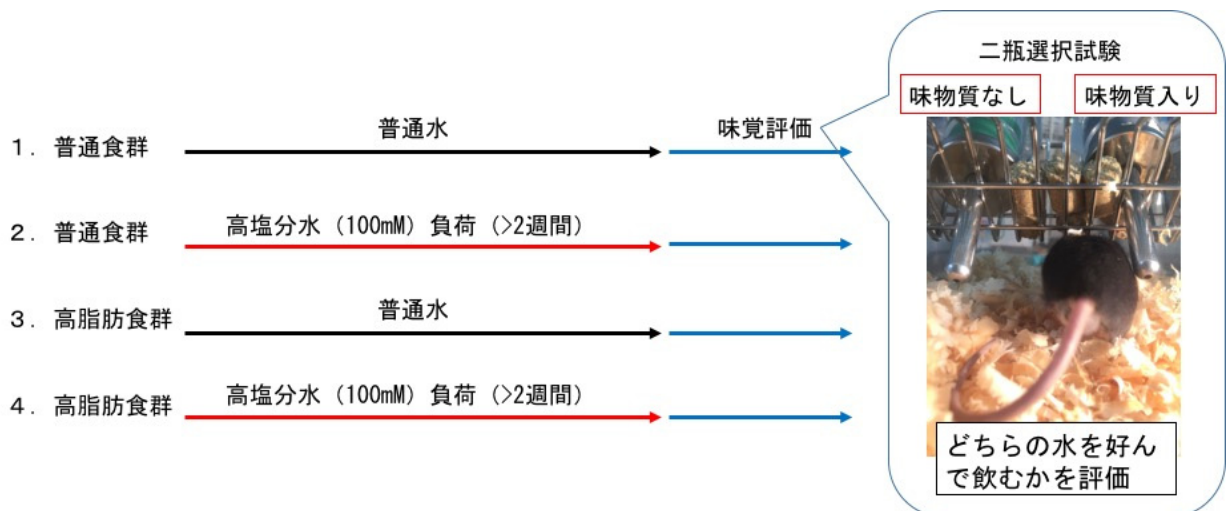 二瓶選択試験
味物質なし
味物質入り
1. 普通食群
普通水
味覚評価
2. 普通食群
高塩分水（100mM）負荷（>2週間）
3. 高脂肪食群
普通水
4. 高脂肪食群
高塩分水（100mM）負荷（>2週間）
どちらの水を好ん
で飲むかを評価